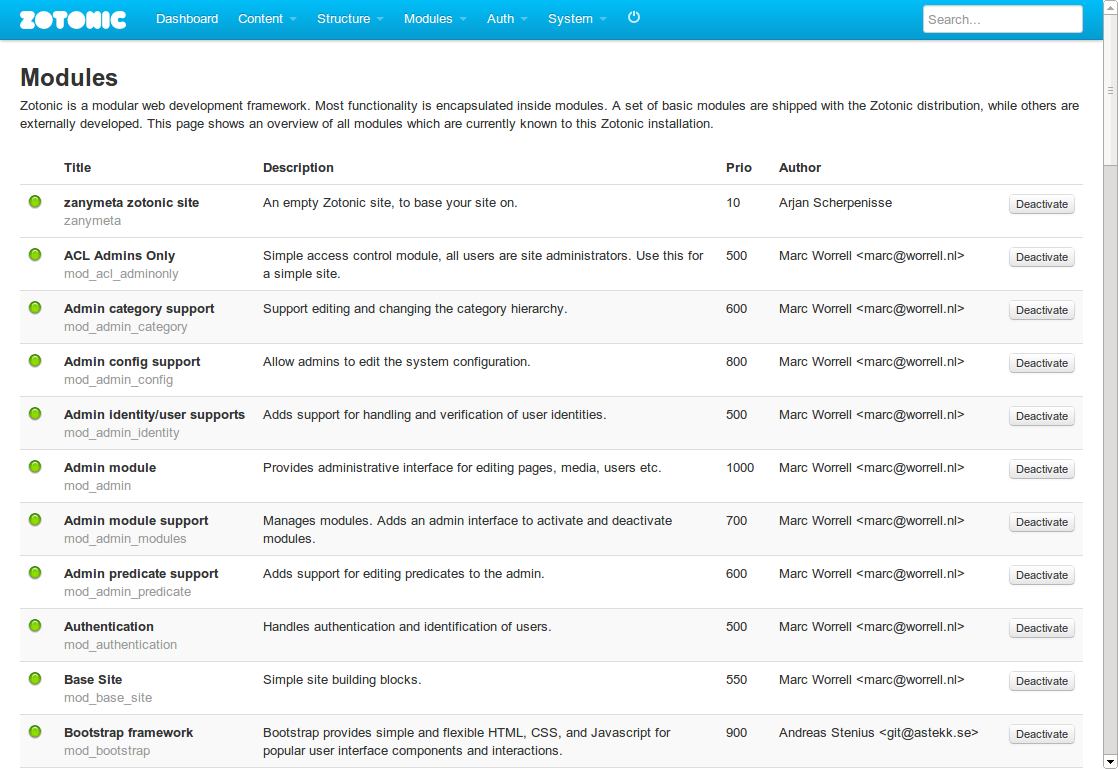 ZOTONIC Dashboard Content Structure Modules Auth System Search...
Modules
Zotonic is a modular web development framework. Most functionality is encapsulated inside modules. A set of basic modules are shipped with the Zotonic distribution, while others are
externally developed. This page shows an overview of all modules which are currently known to this Zotonic installation.
Title Description Prio Author
zanymeta zotonic site An empty Zotonic site, to base your site on. 10 Arjan Scherpenisse Deactivate
zanymeta
ACL Admins Only Simple access control module, all users are site administrators. Use this for 500 Marc Worrell <marc@worrell.nl> Deactivate
mod_acl_adminonly a simple site.
Admin category support Support editing and changing the category hierarchy. 600 Marc Worrell <marc@worrell.nl> Deactivate
mod_admin_category
Admin config support Allow admins to edit the system configuration. 800 Marc Worrell <marc@worrell.nl> Deactivate
mod_admin_config
Admin identity/user supports Adds support for handling and verification of user identities. 500 Marc Worrell <marc@worrell.nl> Deactivate
mod_admin_identity
Admin module Provides administrative interface for editing pages, media, users etc. 1000 Marc Worrell <marc@worrell.nl> Deactivate
mod_admin
Admin module support Manages modules. Adds an admin interface to activate and deactivate 700 Marc Worrell <marc@worrell.nl> Deactivate
mod_admin_modules modules.
Admin predicate support Adds support for editing predicates to the admin. 600 Marc Worrell <marc@worrell.nl> Deactivate
mod_admin_predicate
Authentication Handles authentication and identification of users. 500 Marc Worrell <marc@worrell.nl> Deactivate
mod_authentication
Base Site Simple site building blocks. 550 Marc Worrell <marc@worrell.nl> Deactivate
mod_base_site
Bootstrap framework Bootstrap provides simple and flexible HTML, CSS, and Javascript for 900 Andreas Stenius <git@astekk.se> Deactivate
mod_bootstrap popular user interface components and interactions.